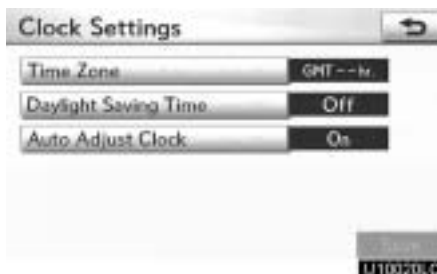 Clock Settings
Time Zone GMT--hr.
Daylight Saving Time Off
Auto Adjust Clock On
Save